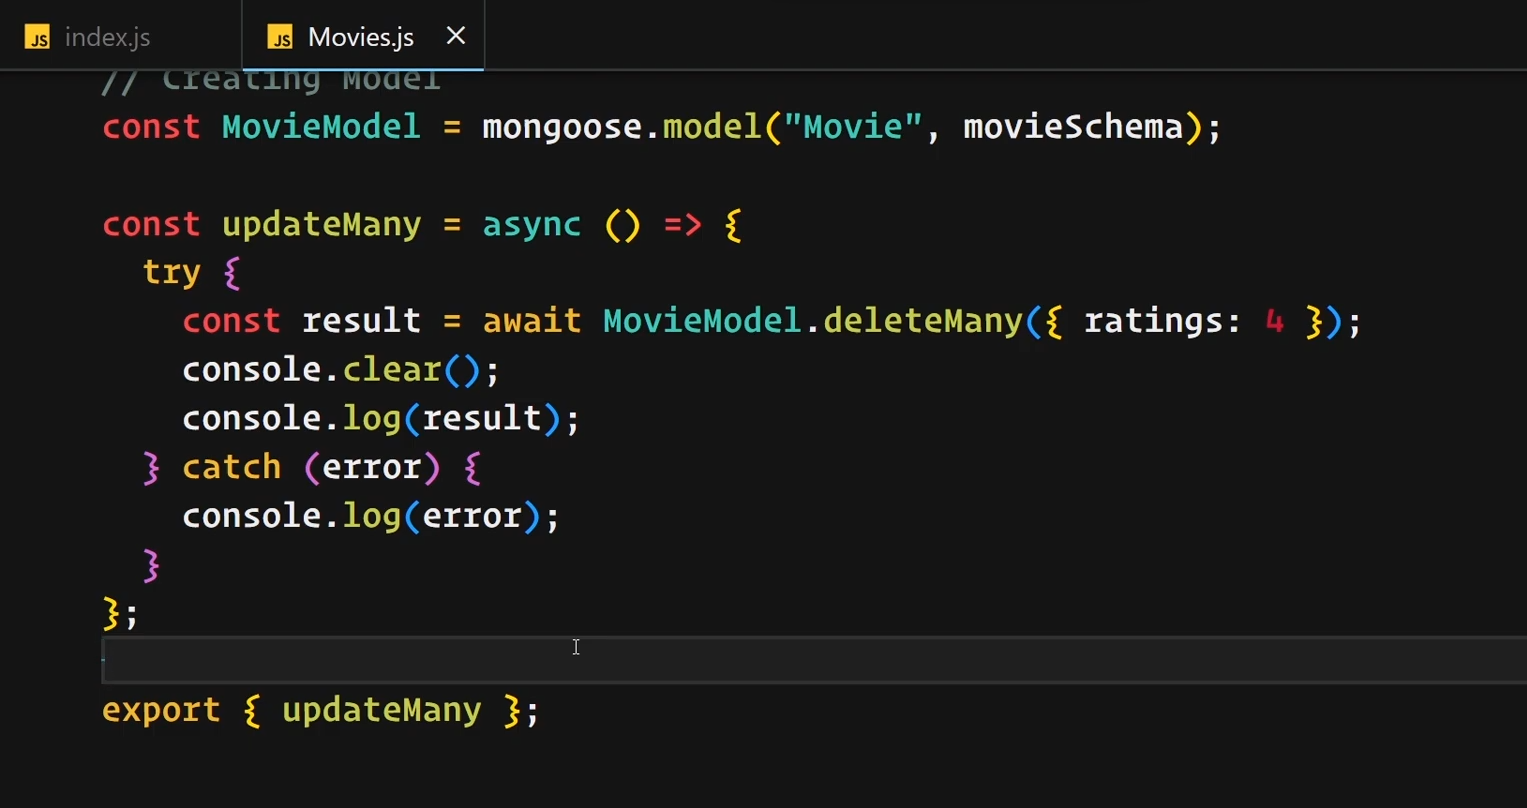 JS index.js
JS Movies.js ×
// Creating Model
const MovieModel = mongoose.model("Movie", movieSchema);
const updateMany = async () => {
  try {
    const result = await MovieModel.deleteMany({ ratings: 4 });
    console.clear();
    console.log(result);
  } catch (error) {
    console.log(error);
  }
};
export { updateMany };